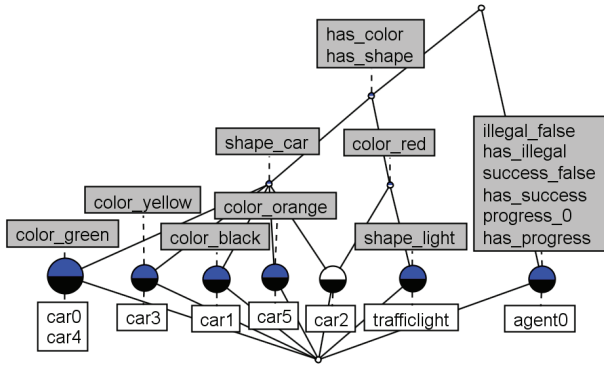 has_color
has_shape
illegal_false
has_illegal
success_false
has_success
progress_0
has_progress
shape_car
color_red
color_yellow
color_orange
color_green
color_black
shape_light
car0
car4
car3
car1
car5
car2
trafficlight
agent0